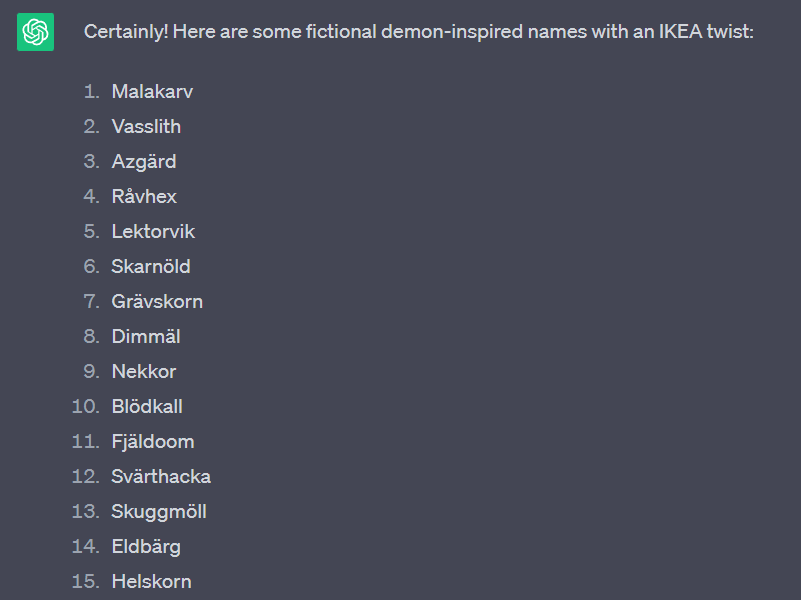 Certainly! Here are some fictional demon-inspired names with an IKEA twist:
1. Malakarv
2. Vasslith
3. Azgärd
4. Råvhex
5. Lektorvik
6. Skarnöld
7. Grävskorn
8. Dimmäl
9. Nekkor
10. Blödkall
11. Fjäldoom
12. Svärthacka
13. Skuggmöll
14. Eldbärg
15. Helskorn